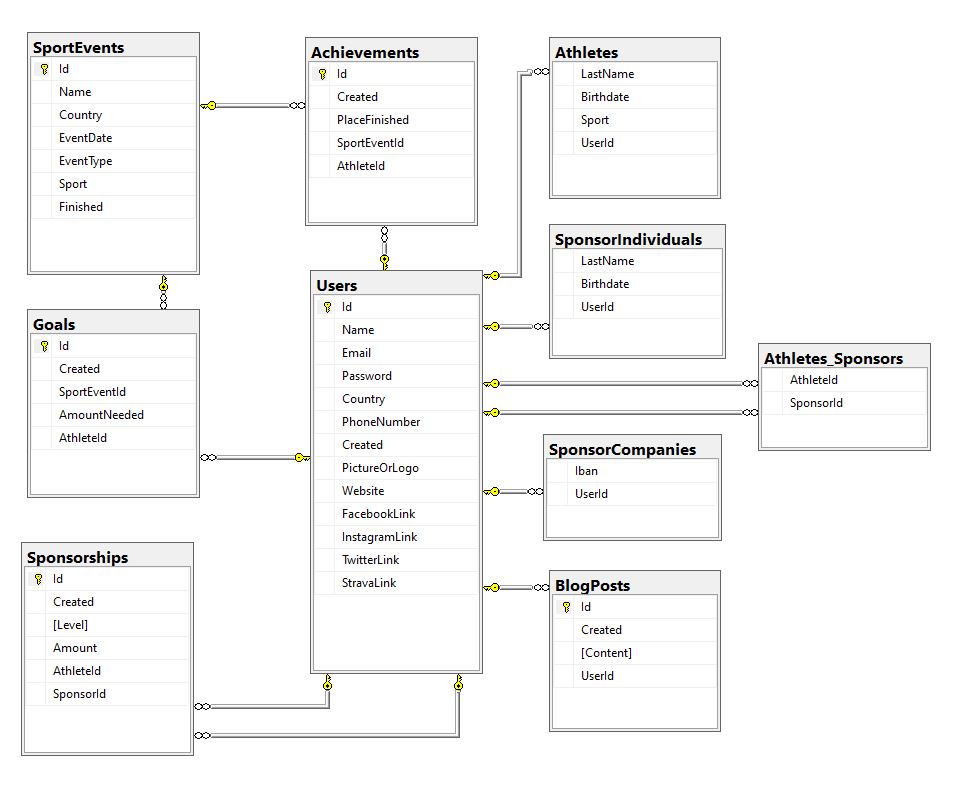 SportEvents
Id
Name
Country
EventDate
EventType
Sport
Finished
Achievements
Id
Created
PlaceFinished
SportEventId
AthleteId
Athletes
LastName
Birthdate
Sport
UserId
SponsorIndividuals
LastName
Birthdate
UserId
Goals
Id
Created
SportEventId
AmountNeeded
AthleteId
Users
Id
Name
Email
Password
Country
PhoneNumber
Created
PictureOrLogo
Website
FacebookLink
InstagramLink
TwitterLink
StravaLink
Athletes_Sponsors
AthleteId
SponsorId
SponsorCompanies
Iban
UserId
Sponsorships
Id
Created
[Level]
Amount
AthleteId
SponsorId
BlogPosts
Id
Created
[Content]
UserId